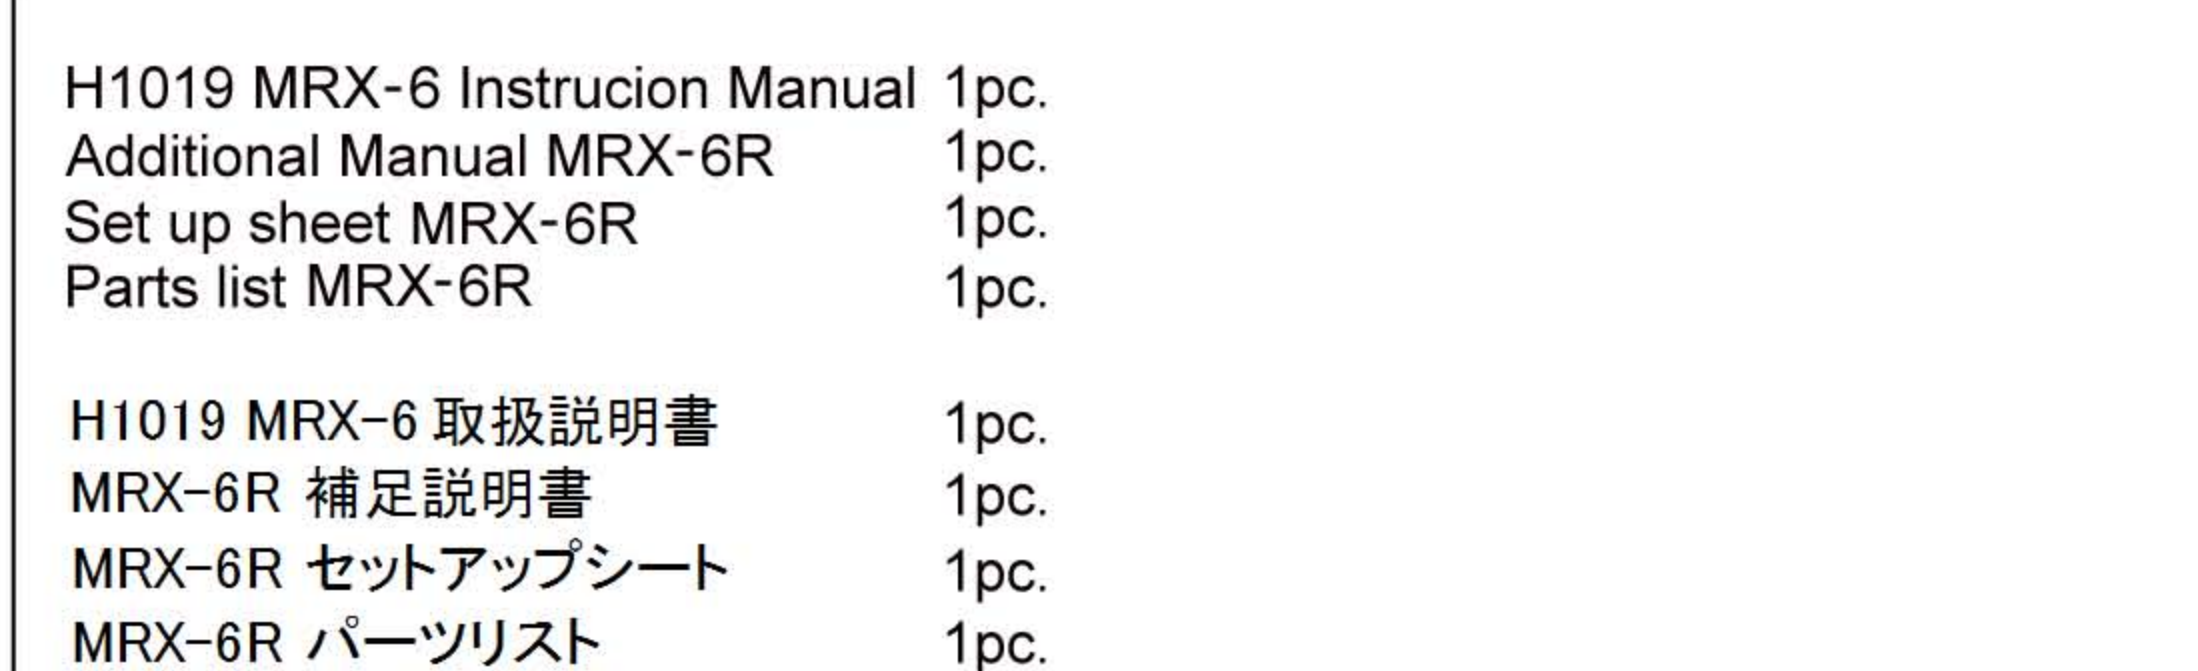 H1019 MRX-6 Instrucion Manual 1pc.
Additional Manual MRX-6R 1pc.
Set up sheet MRX-6R 1pc.
Parts list MRX-6R 1pc.
H1019 MRX-6 取扱説明書 1pc.
MRX-6R 補足説明書 1pc.
MRX-6R セットアップシート 1pc.
MRX-6R パーツリスト 1pc.